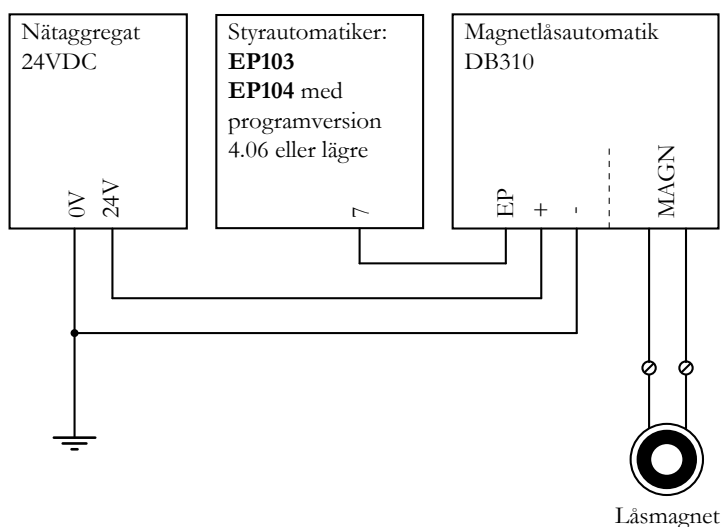 Nätaggregat
24VDC
0V
24V
Styrautomatiker:
EP103
EP104 med
programversion
4.06 eller lägre
7
Magnetlåsautomatik
DB310
EP
+
-
MAGN
Låsmagnet